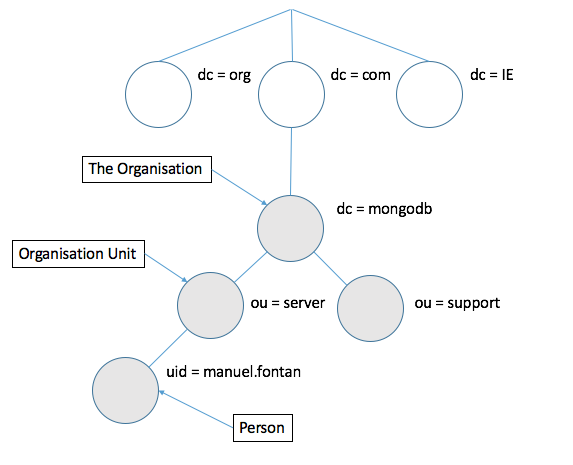 dc = org
dc = com
dc = IE
The Organisation
dc = mongodb
Organisation Unit
ou = server
ou = support
uid = manuel.fontan
Person